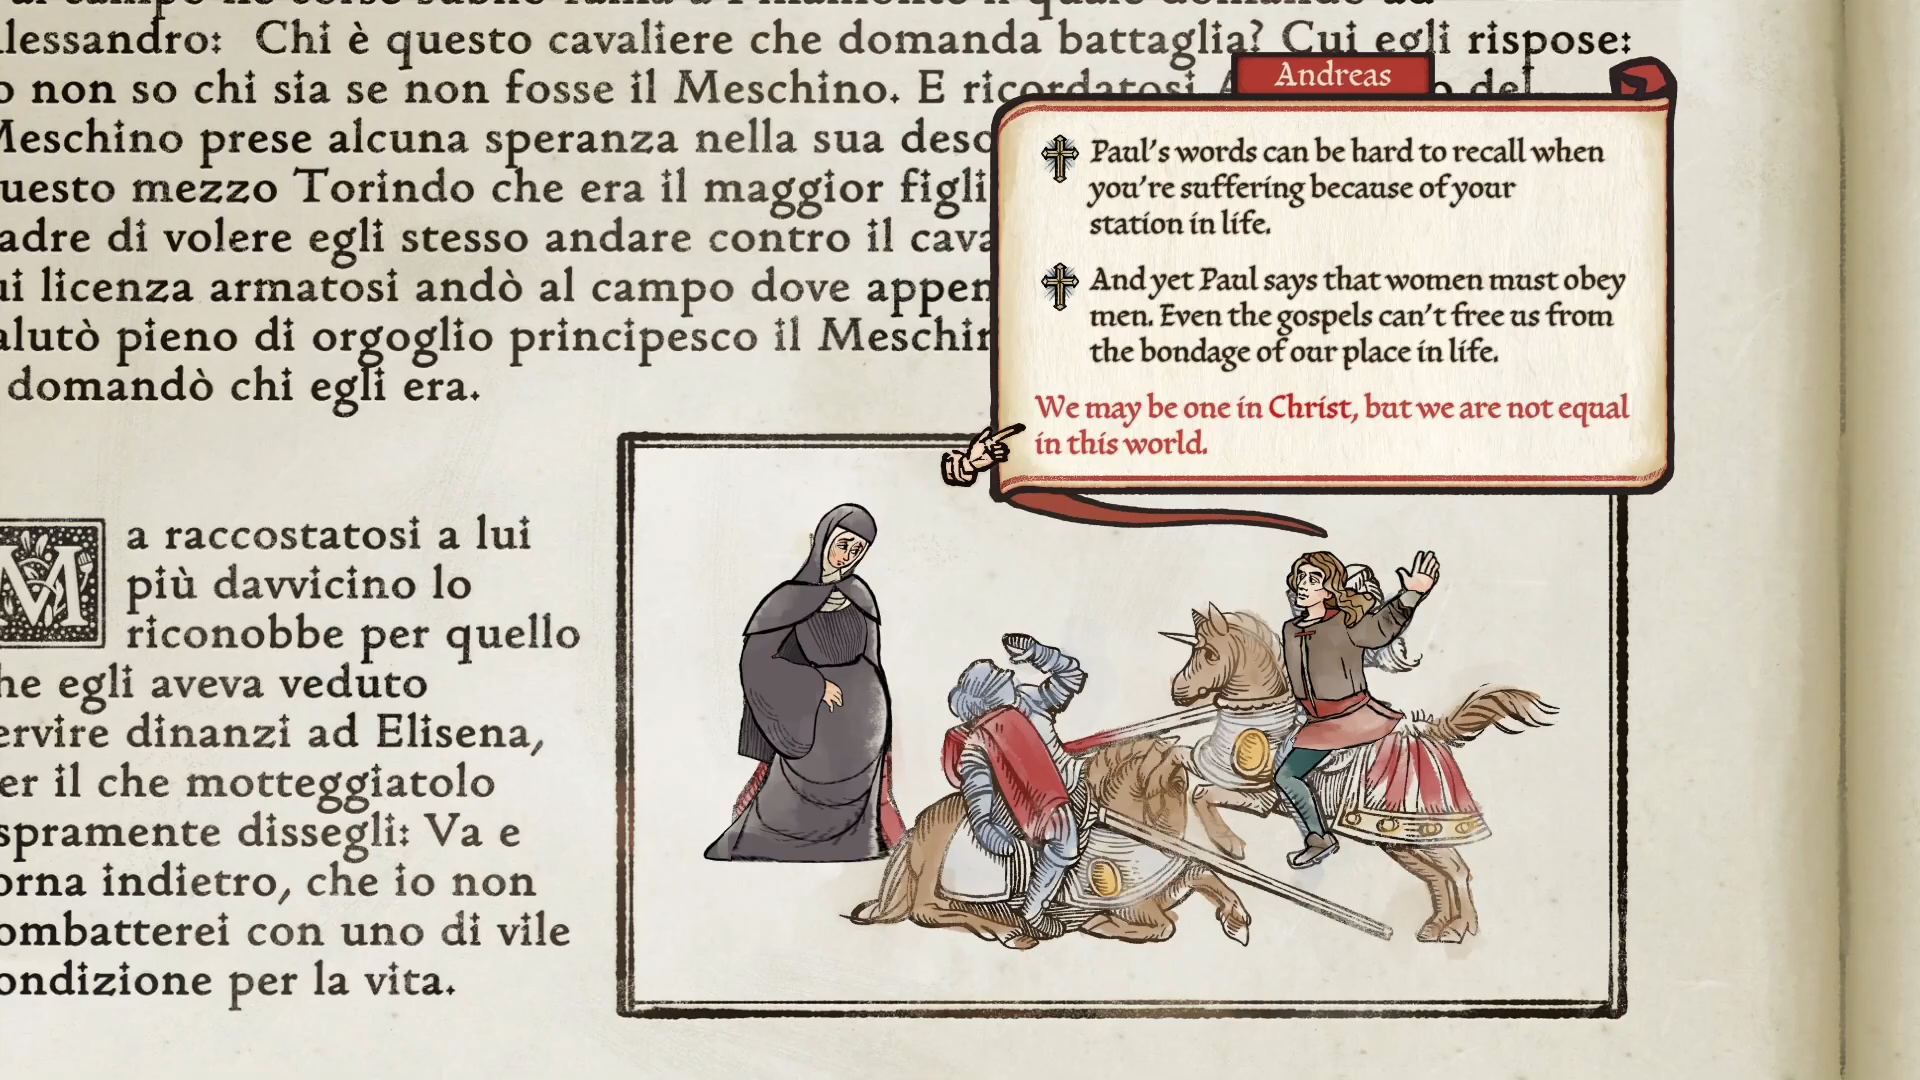 lessandro: Chi è questo cavaliere che domanda battaglia? Cui egli rispose:
o non so chi sia se non fosse il Meschino. E ricordatosi
Meschino prese alcuna speranza nella sua
uesto mezzo Torindo che era il maggior figli
adre di volere egli stesso andare contro il cava
ui licenza armatosi andò al campo dove appen
alutò pieno di orgoglio principesco il Meschin
domandò chi egli era.
Andreas
Paul's words can be hard to recall when
you're suffering because of your
station in life.
And yet Paul says that women must obey
men. Even the gospels can't free us from
the bondage of our place in life.
We may be one in Christ, but we are not equal
in this world.
Ma raccostatosi a lui
più davvicino lo
riconobbe per quello
he egli aveva veduto
ervire dinanzi ad Elisena,
er il che motteggiatolo
spramente dissegli: Va e
orna indietro, che io non
ombatterei con uno di vile
ondizione per la vita.